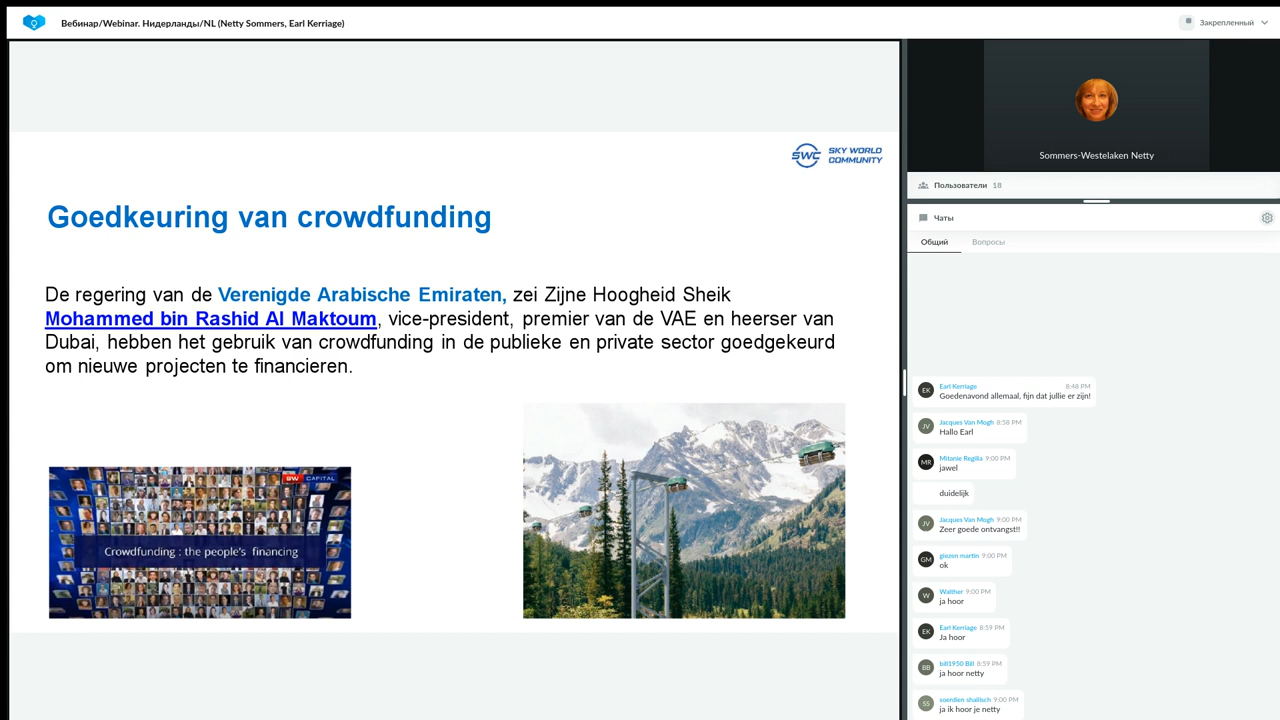 Вебинар/Webinar. Нидерланды/NL (Netty Sommers, Earl Kerriage)
Закрепленный
SWC SKY WORLD
COMMUNITY
Goedkeuring van crowdfunding
De regering van de Verenigde Arabische Emiraten, zei Zijne Hoogheid Sheik
Mohammed bin Rashid Al Maktoum, vice-president, premier van de VAE en heerser van
Dubai, hebben het gebruik van crowdfunding in de publieke en private sector goedgekeurd
om nieuwe projecten te financieren.
SW CAPITAL
Crowdfunding : the people's financing
Sommers-Westelaken Netty
Пользователи 18
Чаты
Общий Вопросы
EK Earl Kerriage 8:48 PM
Goedenavond allemaal, fijn dat jullie er zijn!
JV Jacques Van Mogh 8:58 PM
Hallo Earl
MR Mitanie Regilia 9:00 PM
jawel
duidelijk
JV Jacques Van Mogh 9:00 PM
Zeer goede ontvangst!!
GM giezen martin 9:00 PM
ok
W Walther 9:00 PM
ja hoor
EK Earl Kerriage 8:59 PM
Ja hoor
BB bill1950 Bill 8:59 PM
ja hoor netty
SS soerdien shailisch 9:00 PM
ja ik hoor je netty